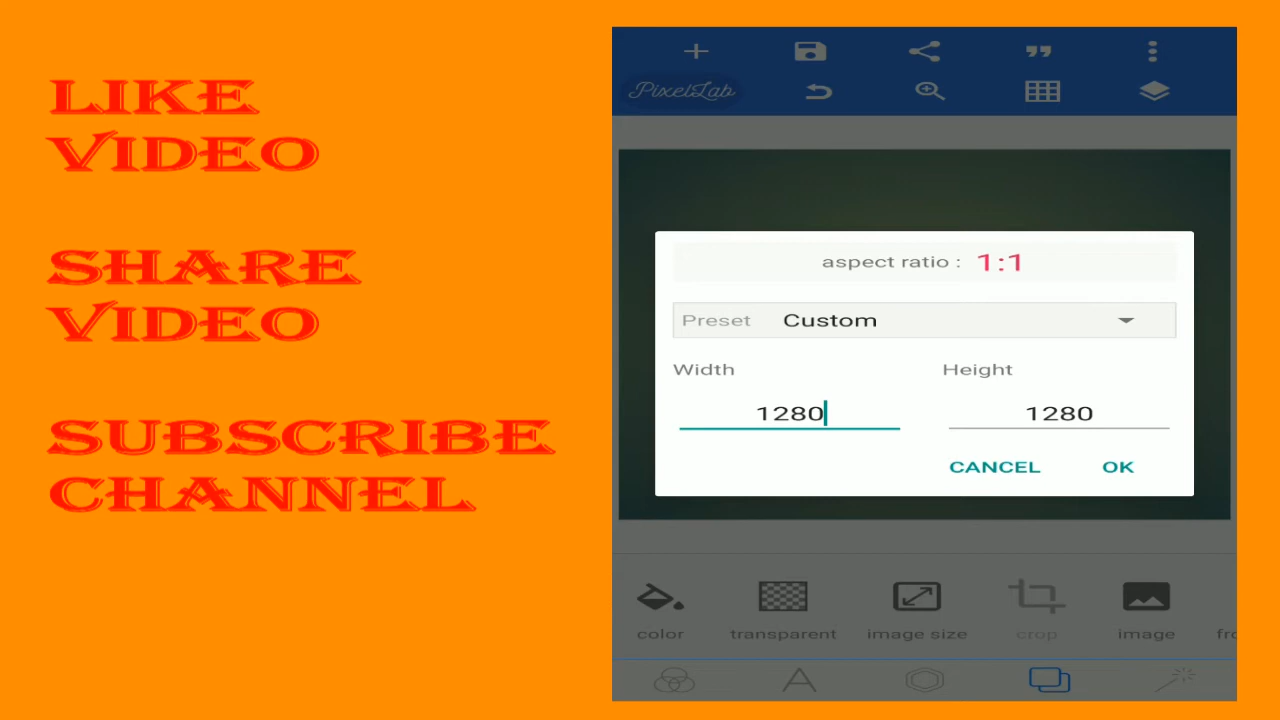 LIKE
VIDEO
SHARE
VIDEO
SUBSCRIBE
CHANNEL
PixelLab
aspect ratio : 1:1
Preset Custom
Width Height
1280 1280
CANCEL OK
color transparent image size crop image fr